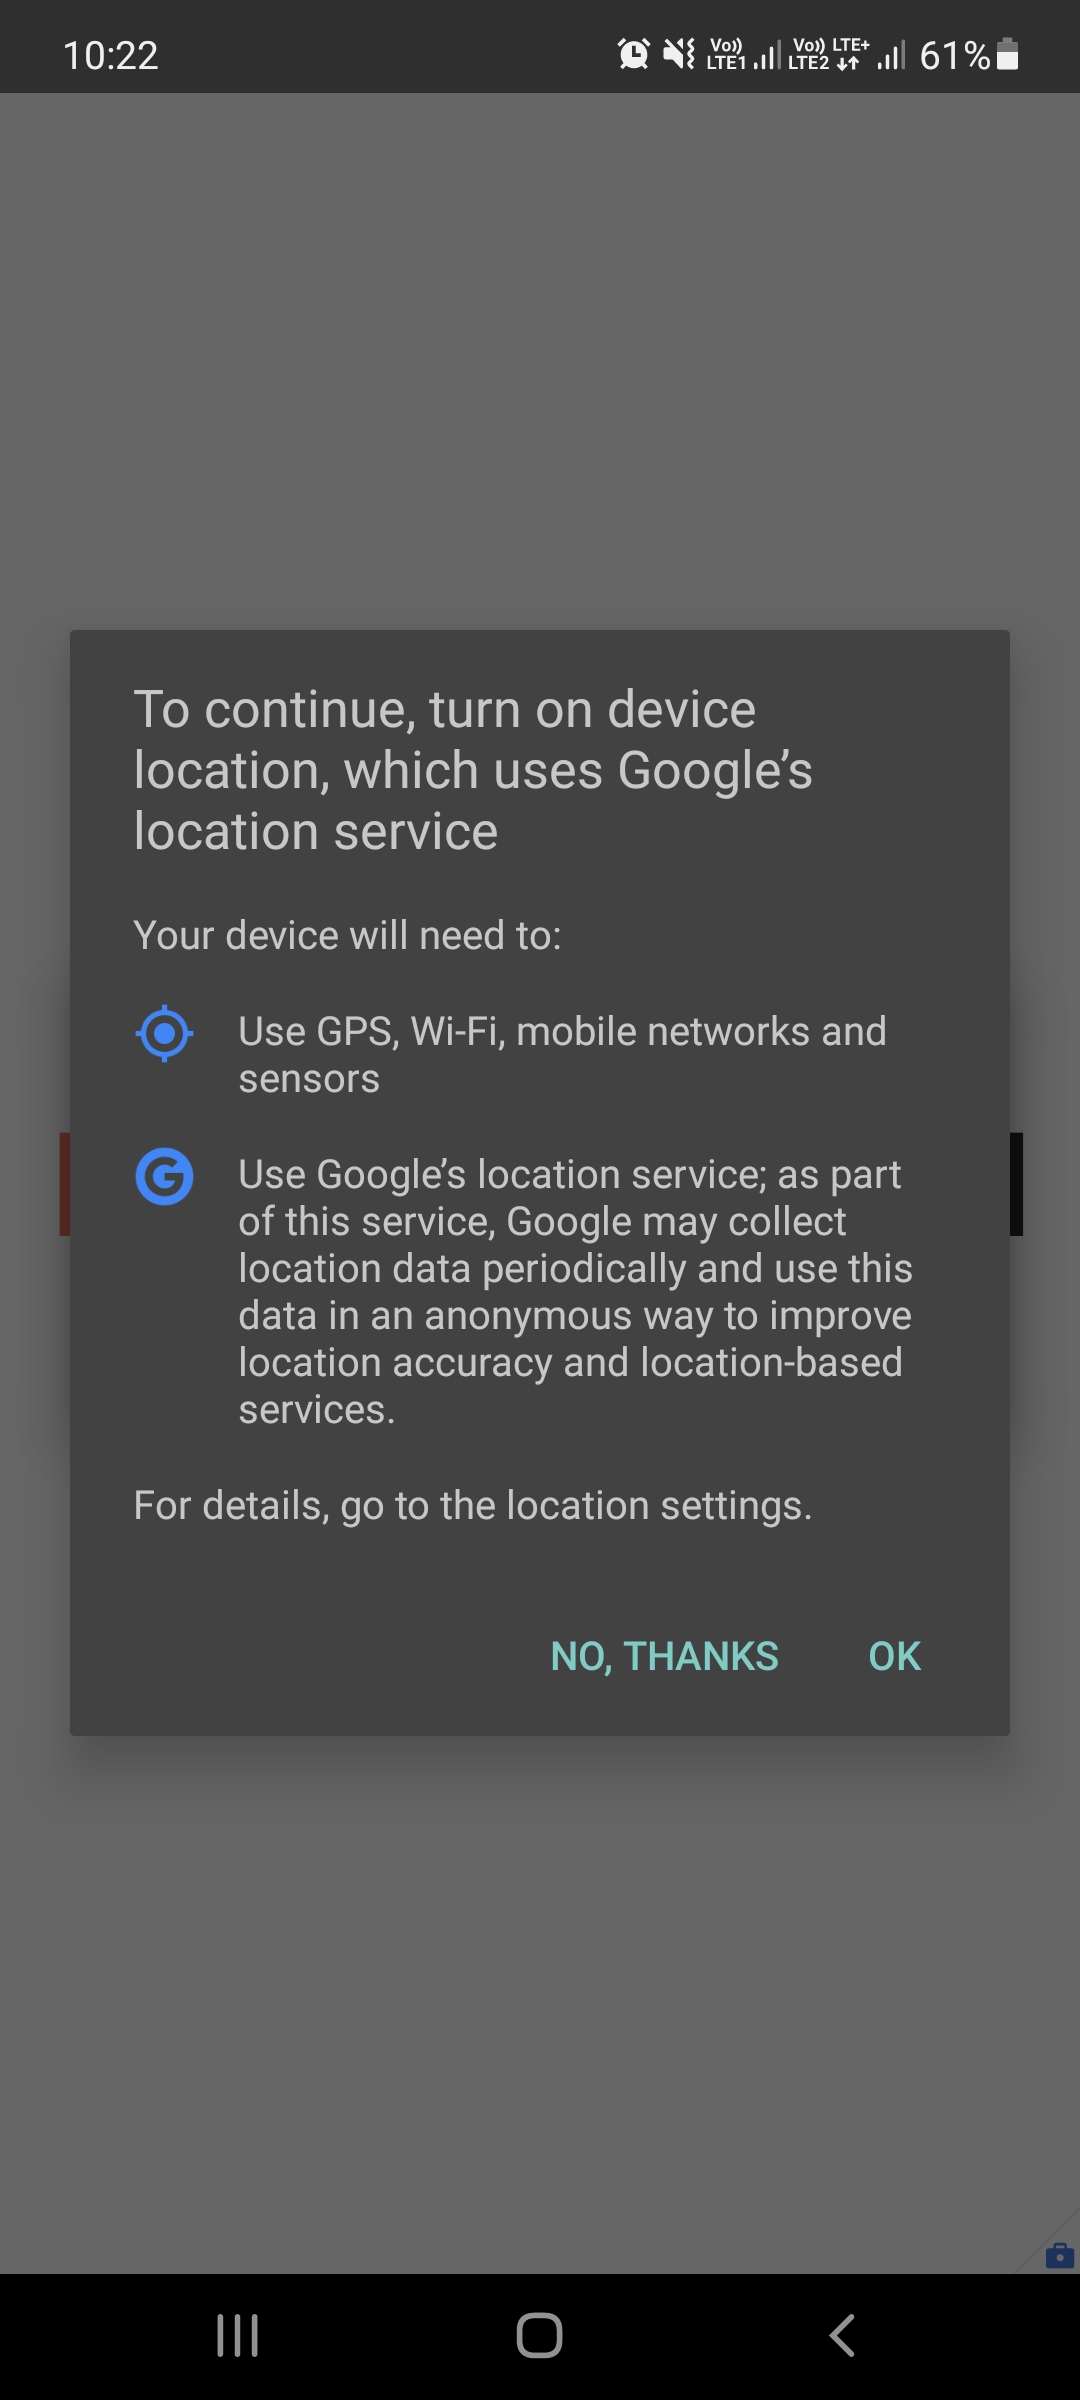 10:22
Vo)) LTE1 Vo)) LTE2 LTE+ 61%
To continue, turn on device
location, which uses Google’s
location service
Your device will need to:
Use GPS, Wi-Fi, mobile networks and
sensors
G
Use Google’s location service; as part
of this service, Google may collect
location data periodically and use this
data in an anonymous way to improve
location accuracy and location-based
services.
For details, go to the location settings.
NO, THANKS OK